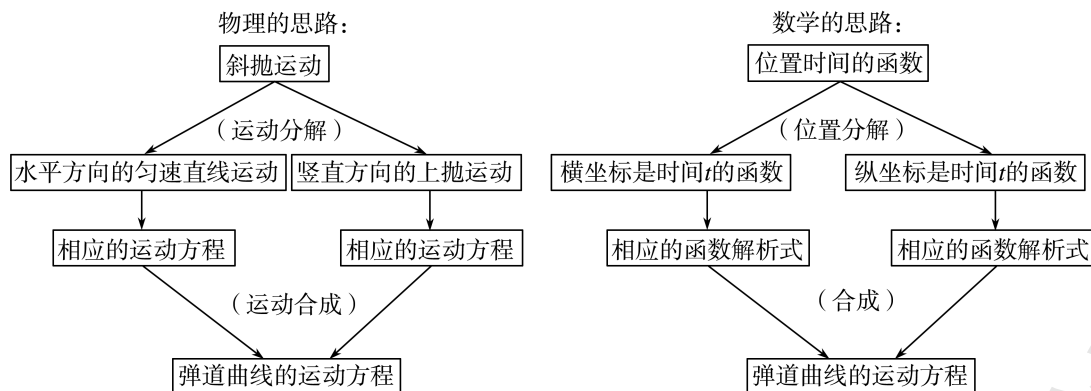 物理的思路：
斜抛运动
（运动分解）
水平方向的匀速直线运动
竖直方向的上抛运动
相应的运动方程
相应的运动方程
（运动合成）
弹道曲线的运动方程
数学的思路：
位置时间的函数
（位置分解）
横坐标是时间t的函数
纵坐标是时间t的函数
相应的函数解析式
相应的函数解析式
（合成）
弹道曲线的运动方程